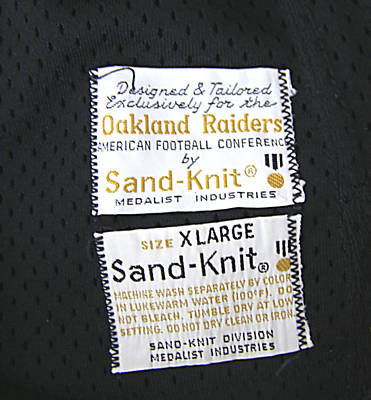 Designed & Tailored
Exclusively for the
Oakland Raiders
AMERICAN FOOTBALL CONFERENC
by
Sand-Knit®
MEDALIST INDUSTRIES
SIZE XLARGE
Sand-Knit®
MACHINE WASH SEPARATELY BY COLOR
IN LUKEWARM WATER (100°F). DO
NOT BLEACH. TUMBLE DRY AT LOW
SETTING. DO NOT DRY CLEAN OR IRON.
SAND-KNIT DIVISION
MEDALIST INDUSTRIES